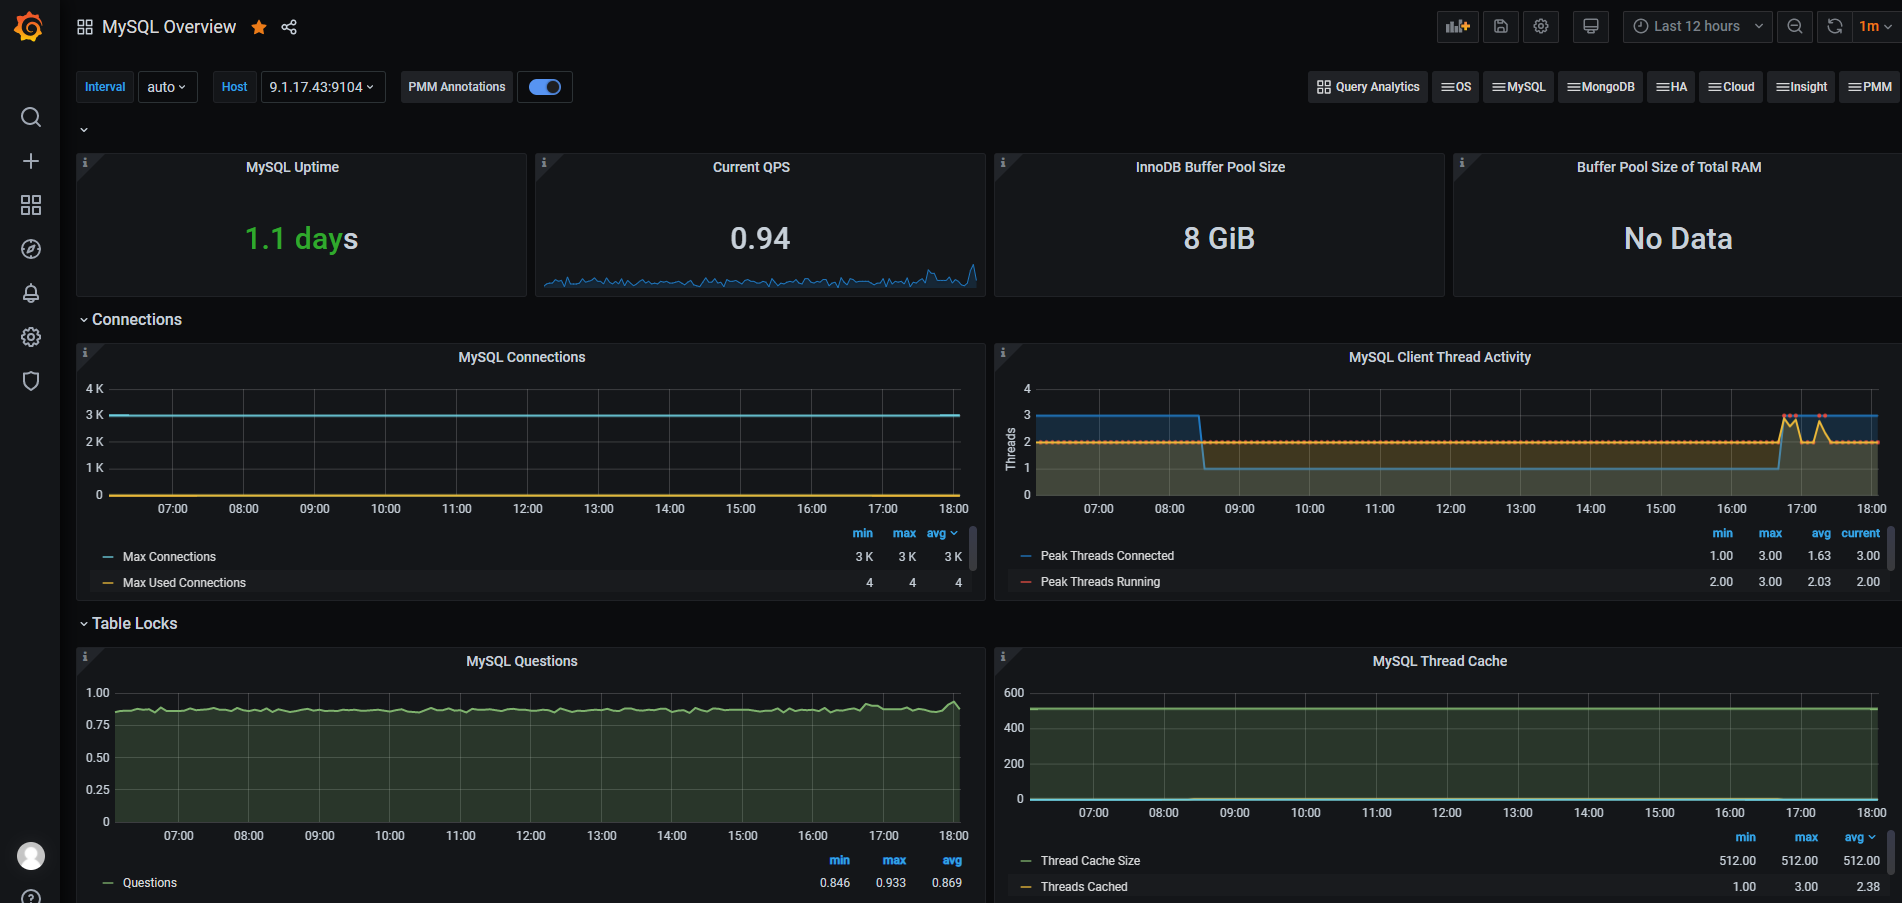 MySQL Overview
Last 12 hours
1m
Interval auto Host 9.1.17.43:9104 PMM Annotations
Query Analytics OS MySQL MongoDB HA Cloud Insight PMM
MySQL Uptime
1.1 days
Current QPS
0.94
InnoDB Buffer Pool Size
8 GiB
Buffer Pool Size of Total RAM
No Data
Connections
MySQL Connections
4 K
3 K
2 K
1 K
0
07:00 08:00 09:00 10:00 11:00 12:00 13:00 14:00 15:00 16:00 17:00 18:00
min max avg
Max Connections 3 K 3 K 3 K
Max Used Connections 4 4 4
MySQL Client Thread Activity
Threads
4
3
2
1
0
07:00 08:00 09:00 10:00 11:00 12:00 13:00 14:00 15:00 16:00 17:00 18:00
min max avg current
Peak Threads Connected 1.00 3.00 1.63 3.00
Peak Threads Running 2.00 3.00 2.03 2.00
Table Locks
MySQL Questions
1.00
0.75
0.50
0.25
0
07:00 08:00 09:00 10:00 11:00 12:00 13:00 14:00 15:00 16:00 17:00 18:00
min max avg
Questions 0.846 0.933 0.869
MySQL Thread Cache
600
400
200
0
07:00 08:00 09:00 10:00 11:00 12:00 13:00 14:00 15:00 16:00 17:00 18:00
min max avg
Thread Cache Size 512.00 512.00 512.00
Threads Cached 1.00 3.00 2.38